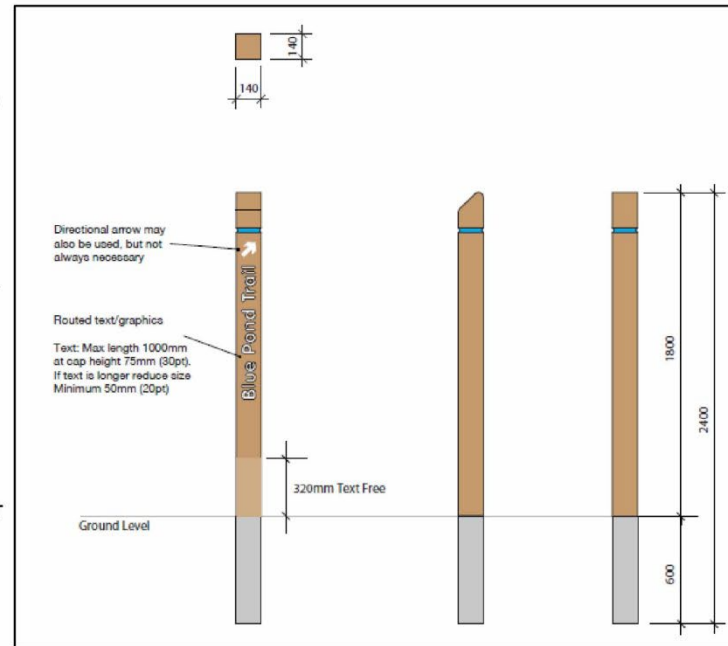 140
140
Directional arrow may
also be used, but not
always necessary
Routed text/graphics
Text: Max length 1000mm
at cap height 75mm (30pt).
If text is longer reduce size
Minimum 50mm (20pt)
Blue Pond Trail
320mm Text Free
Ground Level
1800
2400
600